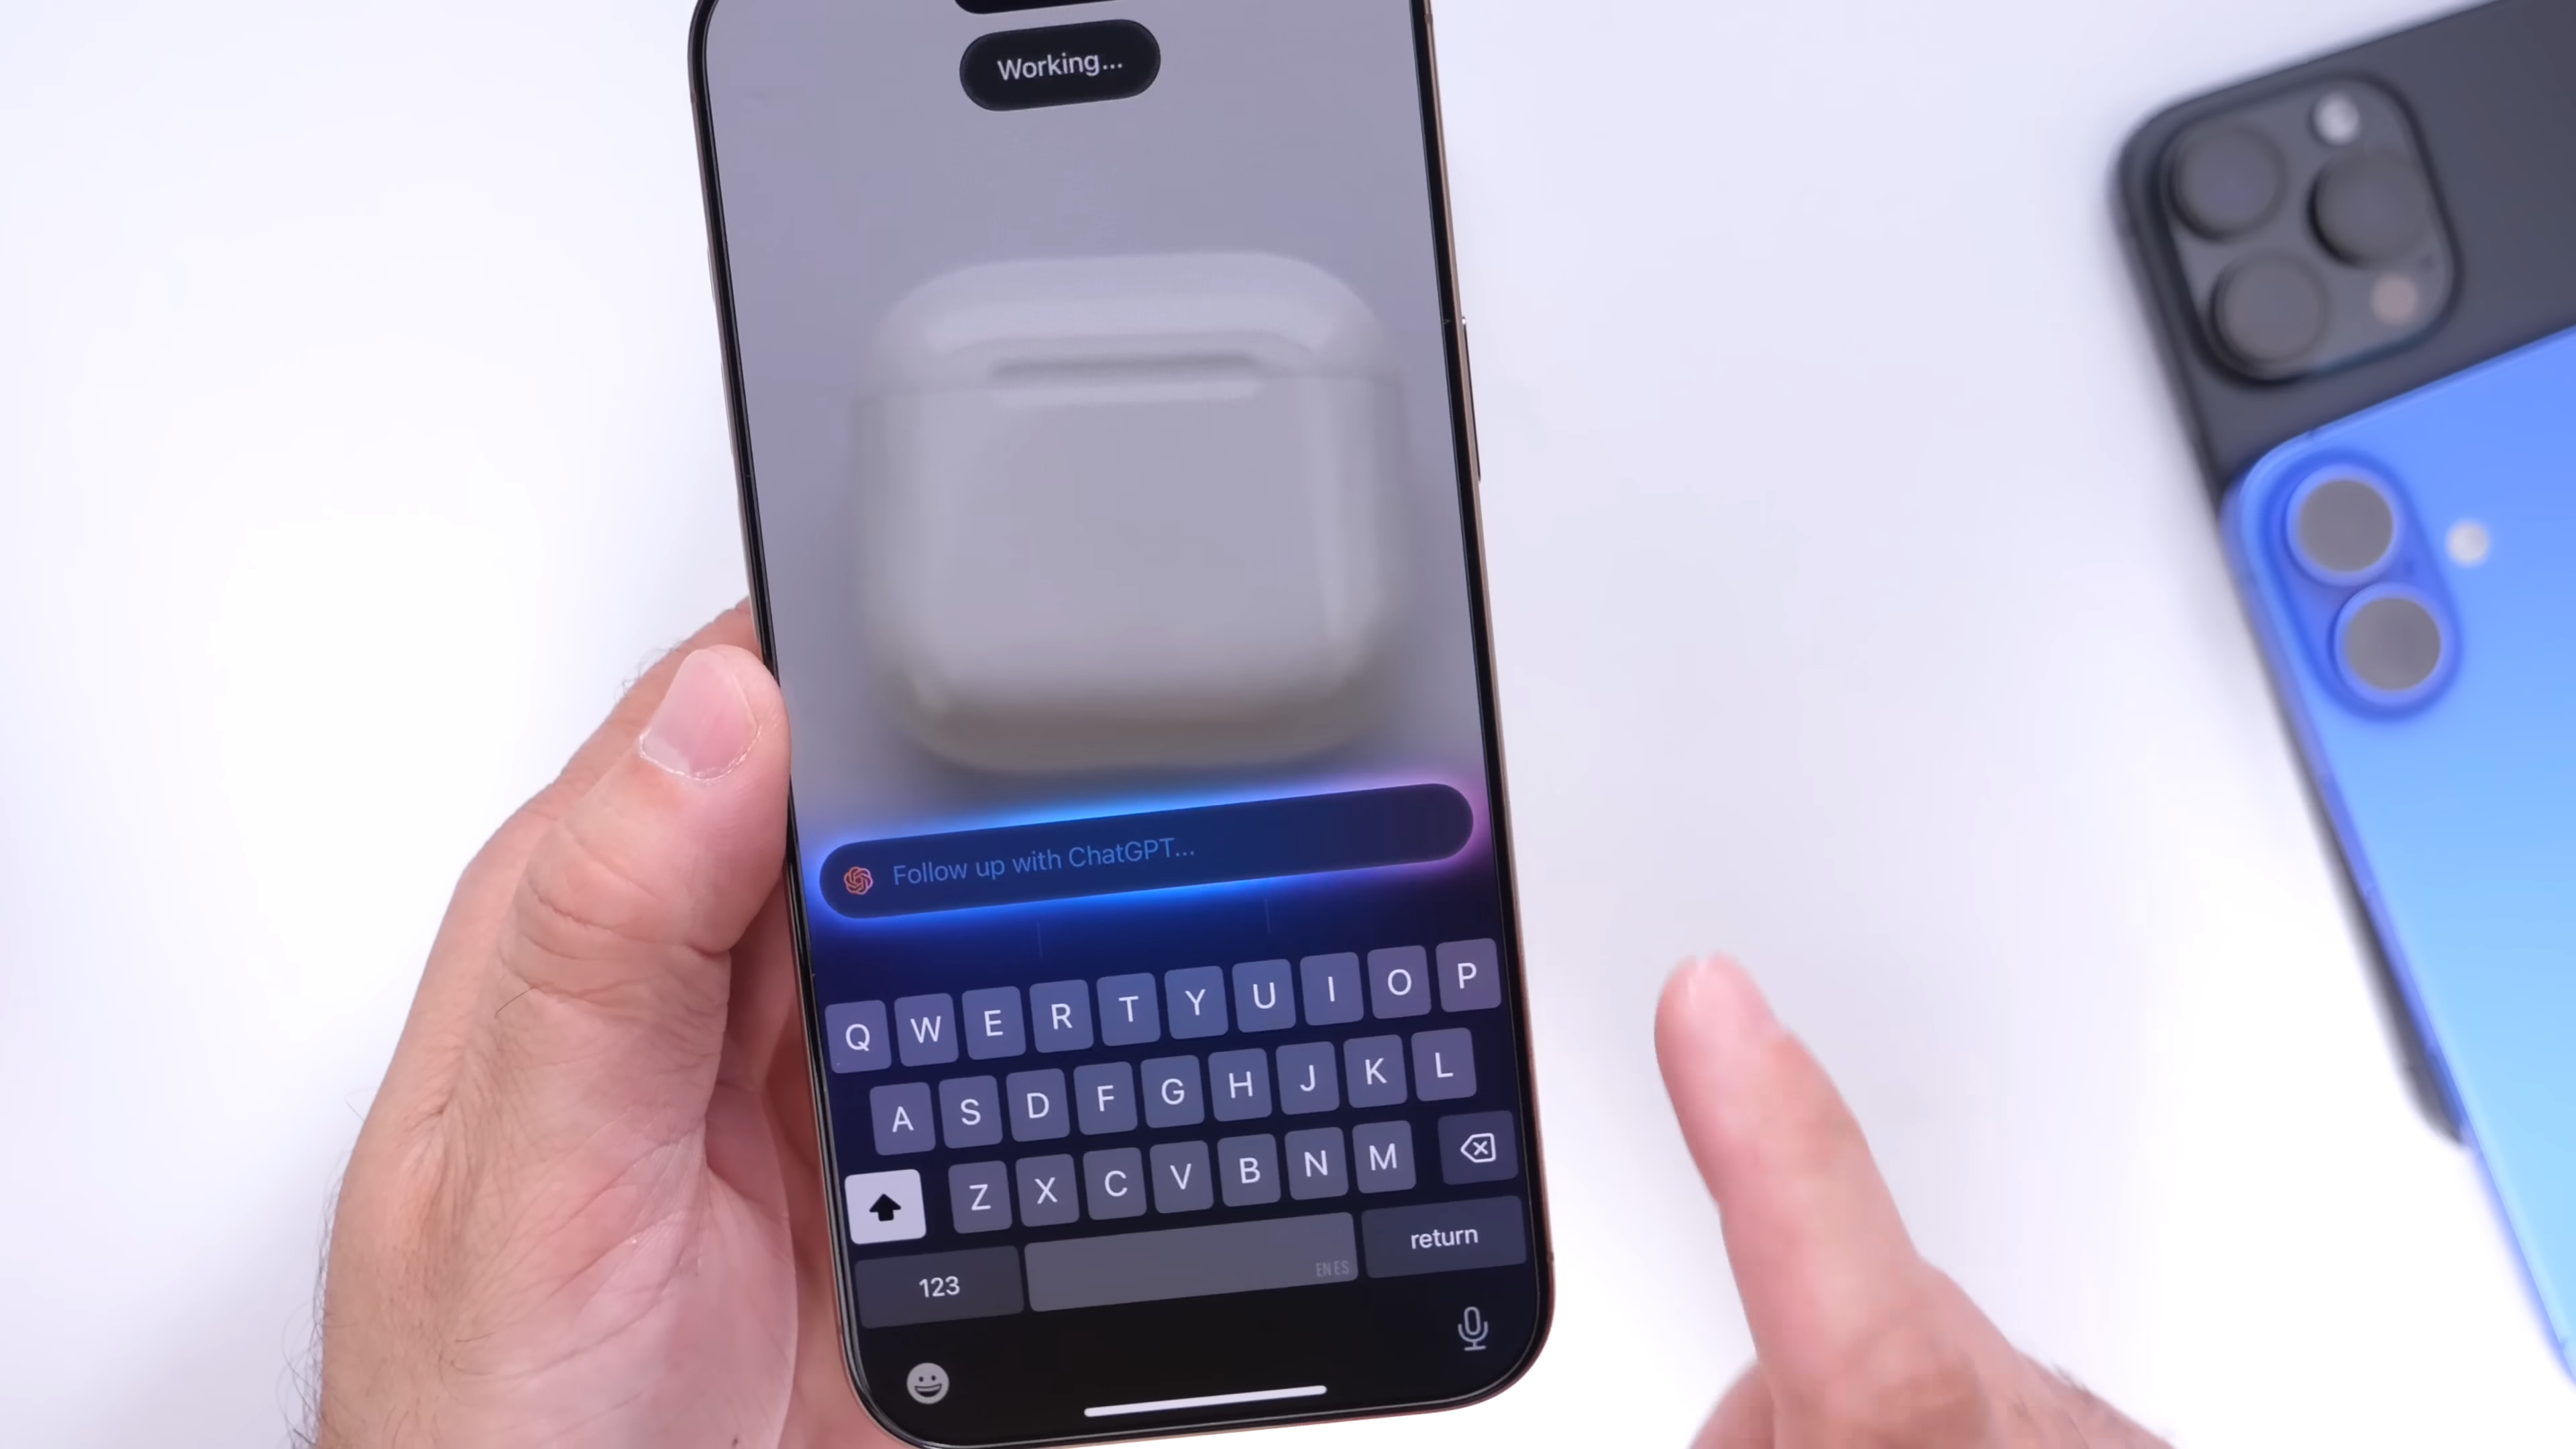 Working...
Follow up with ChatGPT...
Q W E R T Y U I O P
A S D F G H J K L
Z X C V B N M
123 EN ES return